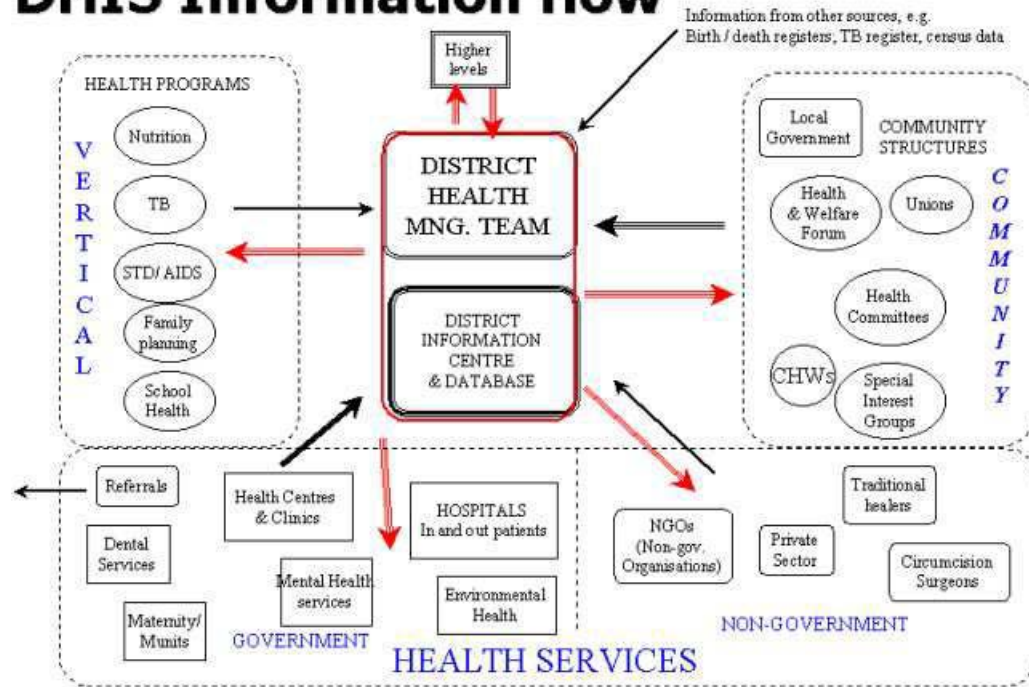 DHIS Information flow
Information from other sources, e.g.
Birth / death registers, TB register, census data
Higher
levels
HEALTH PROGRAMS
Nutrition
TB
STD/ AIDS
Family
planning
School
Health
VERTICAL
DISTRICT
HEALTH
MNG. TEAM
DISTRICT
INFORMATION
CENTRE
& DATABASE
Local
Government
COMMUNITY
STRUCTURES
Health
& Welfare
Forum
Unions
Health
Committees
CHWs
Special
Interest
Groups
COMMUNITY
Referrals
Health Centres
& Clinics
HOSPITALS
In and out patients
Dental
Services
Mental Health
services
Environmental
Health
Maternity/
Munits
GOVERNMENT
Traditional
healers
NGOs
(Non-gov.
Organisations)
Private
Sector
Circumcision
Surgeons
NON-GOVERNMENT
HEALTH SERVICES